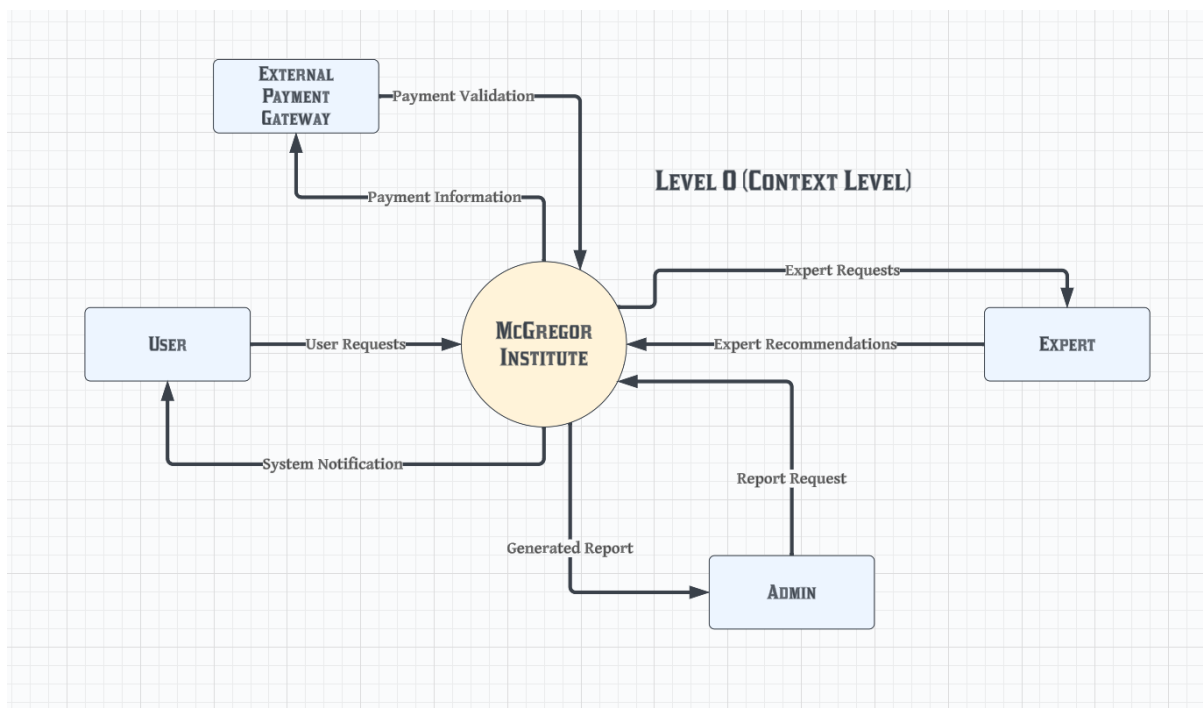 External
Payment
Gateway
Payment Validation
Payment Information
Level 0 (Context Level)
Expert Requests
User
User Requests
McGregor
Institute
Expert Recommendations
Expert
System Notification
Report Request
Generated Report
Admin